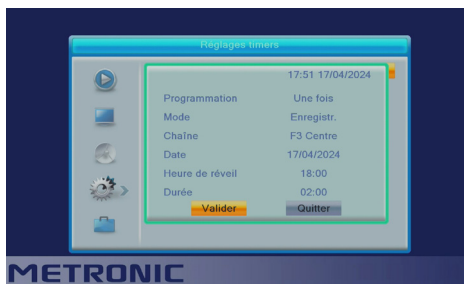 Réglages timers
17:51 17/04/2024
Programmation Une fois
Mode Enregistr.
Chaîne F3 Centre
Date 17/04/2024
Heure de réveil 18:00
Durée 02:00
Valider Quitter
METRONIC